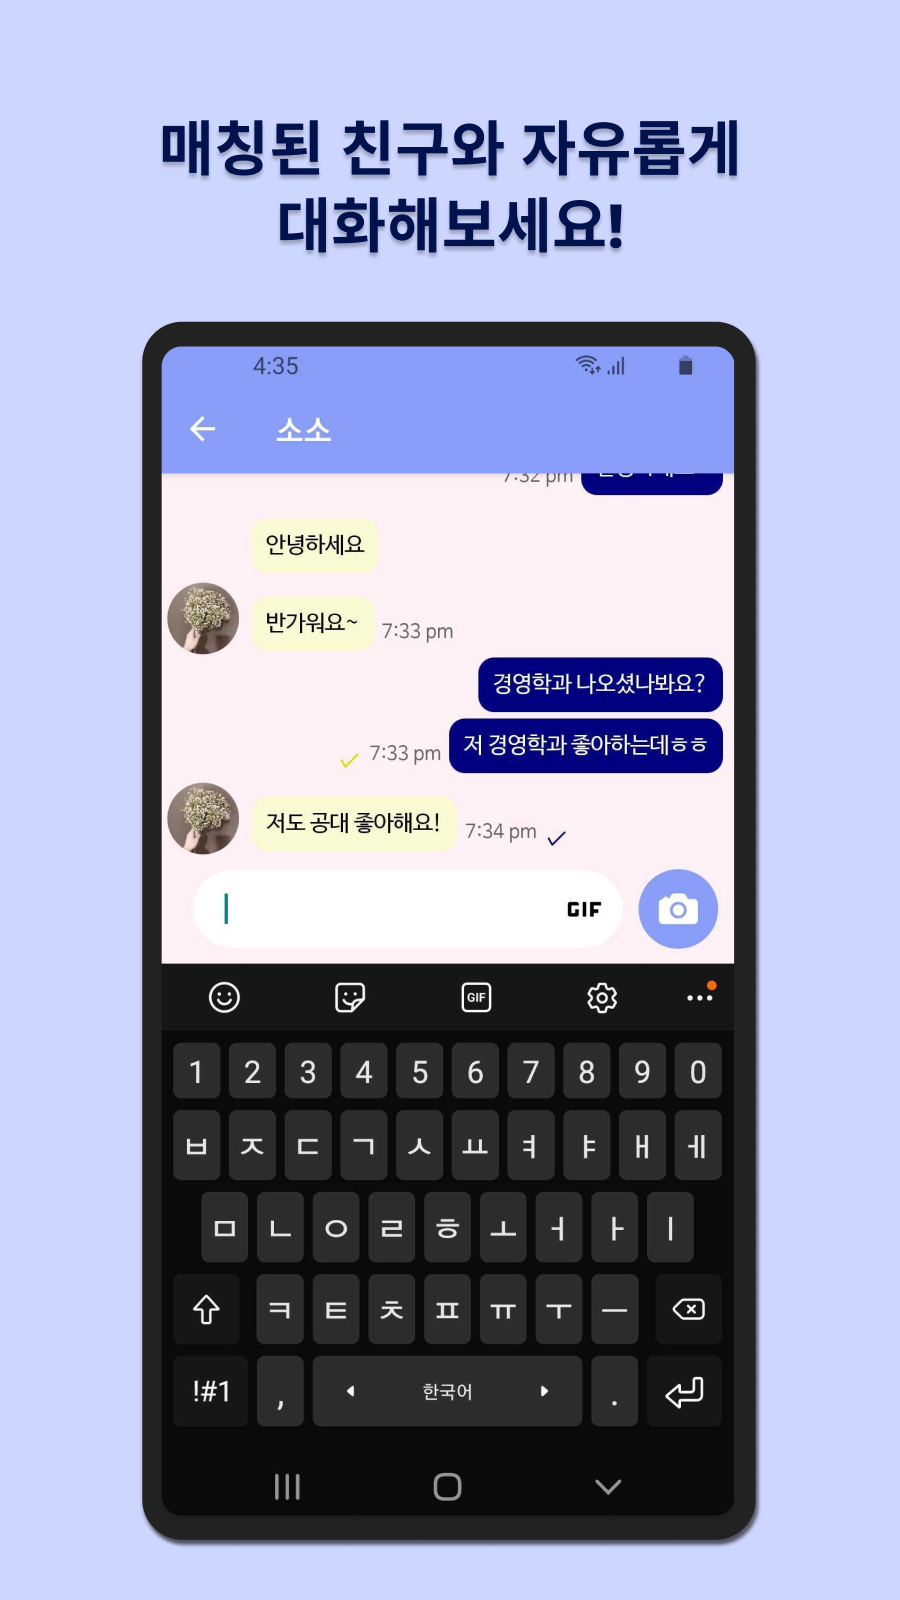 매칭된 친구와 자유롭게
대화해보세요!
4:35
소소
7:32 pm
안녕하세요
반가워요~ 7:33 pm
경영학과 나오셨나봐요?
7:33 pm 저 경영학과 좋아하는데ㅎㅎ
저도 공대 좋아해요! 7:34 pm
GIF
GIF
1 2 3 4 5 6 7 8 9 0
ㅂ ㅈ ㄷ ㄱ ㅅ ㅛ ㅕ ㅑ ㅐ ㅔ
ㅁ ㄴ ㅇ ㄹ ㅎ ㅗ ㅓ ㅏ ㅣ
ㅋ ㅌ ㅊ ㅍ ㅠ ㅜ ㅡ
!#1 , 한국어 .